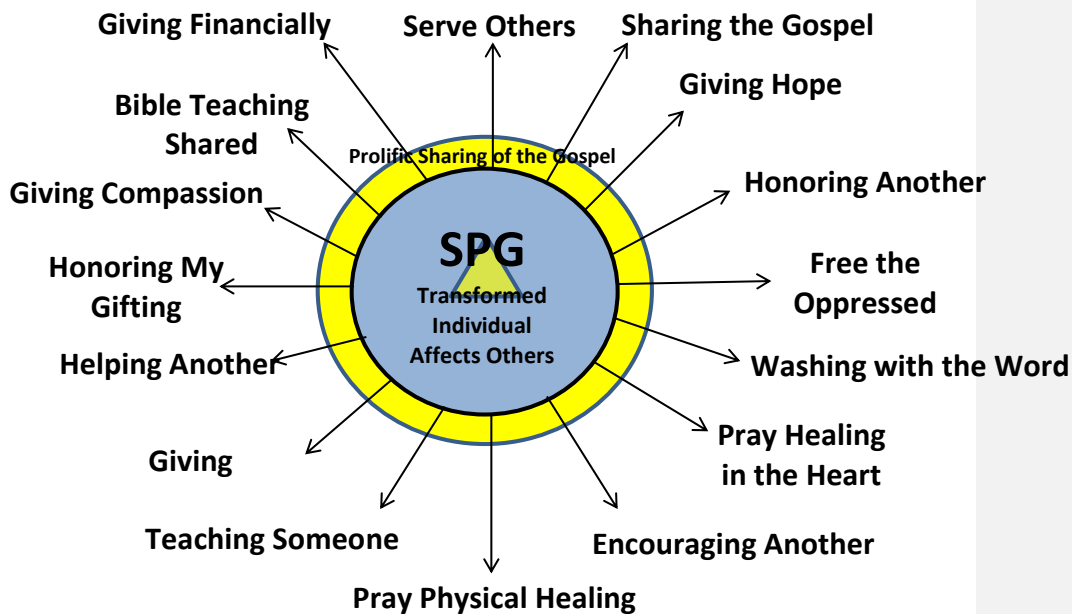 Giving Financially
Serve Others
Sharing the Gospel
Giving Hope
Bible Teaching
Shared
Prolific Sharing of the Gospel
Giving Compassion
Honoring Another
SPG
Transformed
Individual
Affects Others
Honoring My
Gifting
Free the
Oppressed
Helping Another
Washing with the Word
Giving
Pray Healing
in the Heart
Teaching Someone
Encouraging Another
Pray Physical Healing